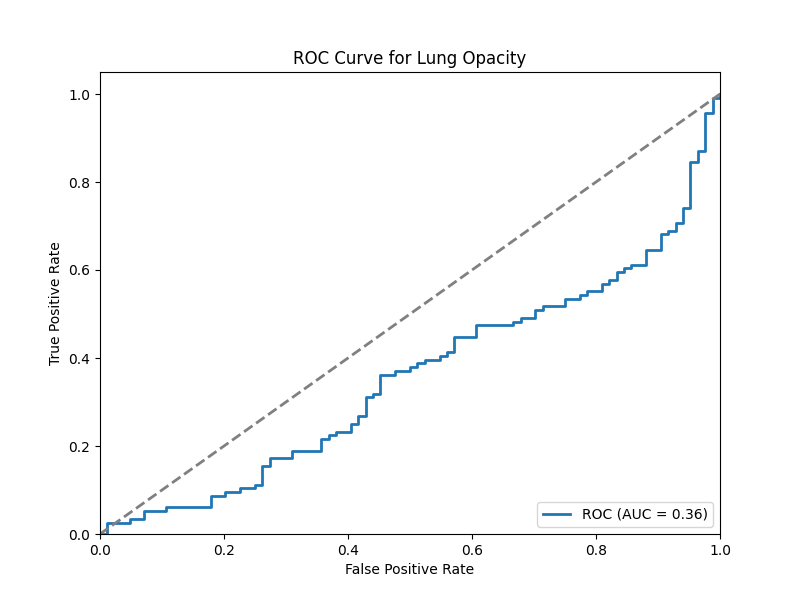 ROC Curve for Lung Opacity
True Positive Rate
1.0
0.8
0.6
0.4
0.2
0.0
ROC (AUC = 0.36)
0.0 0.2 0.4 0.6 0.8 1.0
False Positive Rate